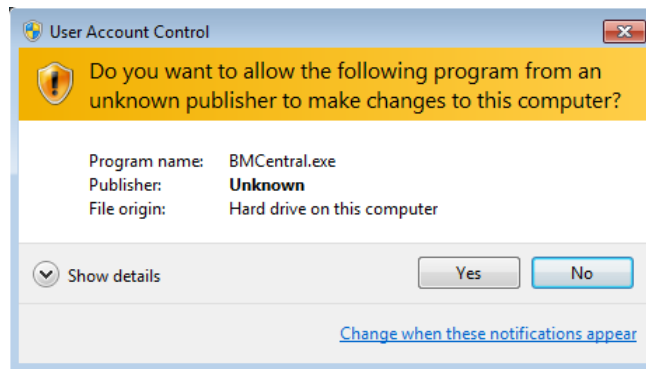 User Account Control
Do you want to allow the following program from an
unknown publisher to make changes to this computer?
Program name: BMCentral.exe
Publisher: Unknown
File origin: Hard drive on this computer
Show details Yes No
Change when these notifications appear